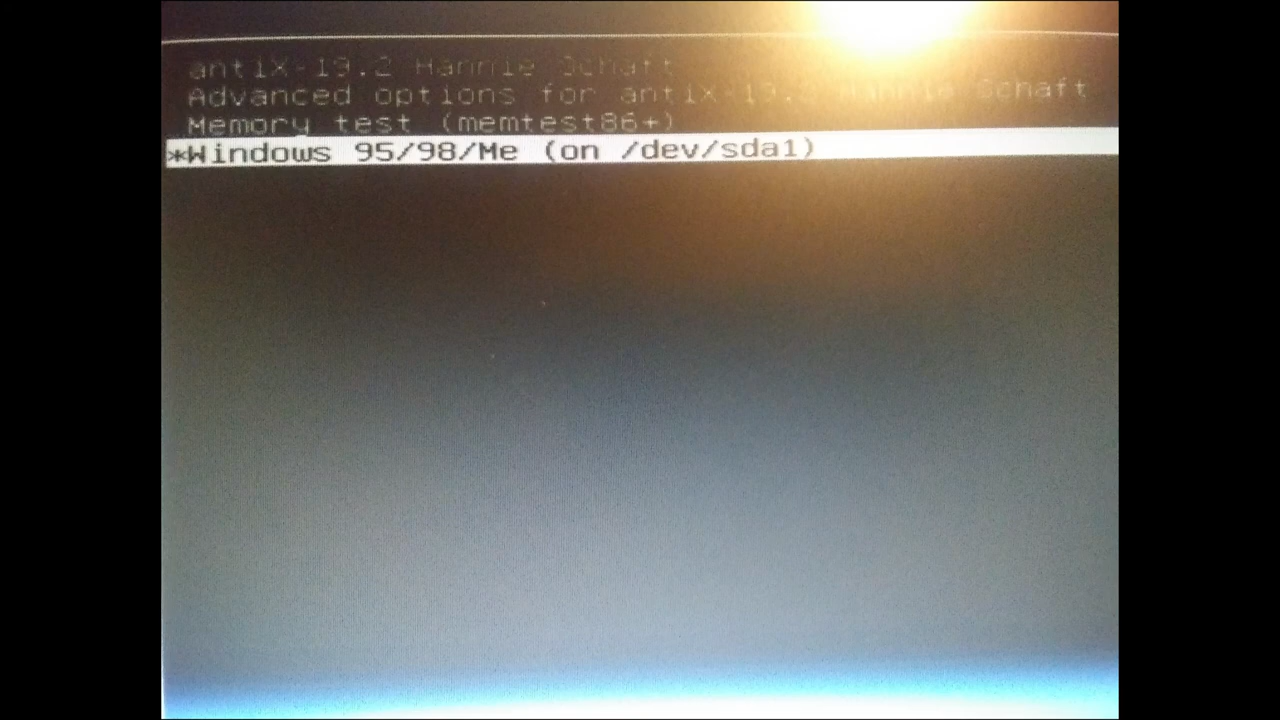 antiX-19.2 Hannie Schaft
Advanced options for antiX-19.2 Hannie Schaft
Memory test (memtest86+)
*Windows 95/98/Me (on /dev/sda1)